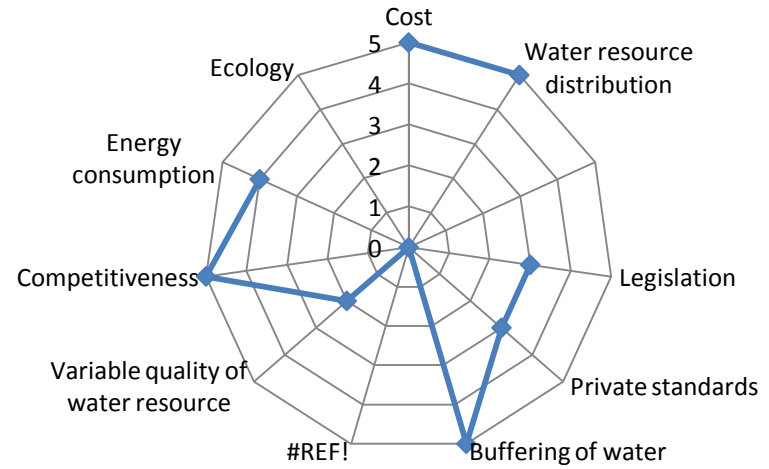 Cost
Water resource
distribution
Legislation
Private standards
Buffering of water
#REF!
Variable quality of
water resource
Competitiveness
Energy
consumption
Ecology
5
4
3
2
1
0